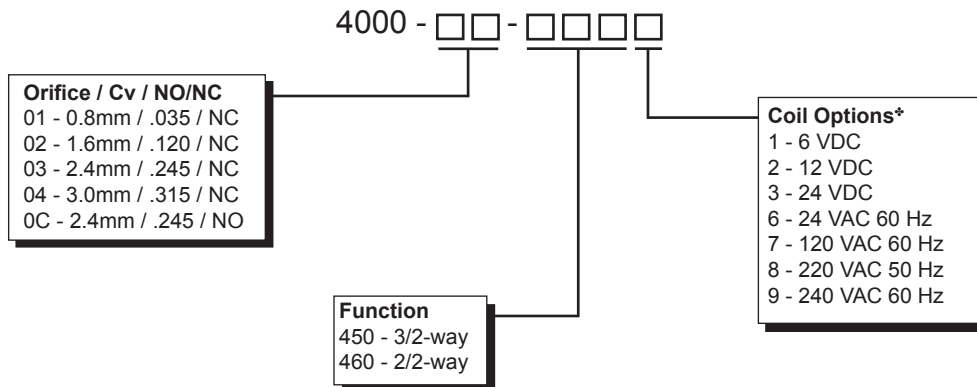 4000 - □□ - □□□□
Orifice / Cv / NO/NC
01 - 0.8mm / .035 / NC
02 - 1.6mm / .120 / NC
03 - 2.4mm / .245 / NC
04 - 3.0mm / .315 / NC
0C - 2.4mm / .245 / NO
Function
450 - 3/2-way
460 - 2/2-way
Coil Options✤
1 - 6 VDC
2 - 12 VDC
3 - 24 VDC
6 - 24 VAC 60 Hz
7 - 120 VAC 60 Hz
8 - 220 VAC 50 Hz
9 - 240 VAC 60 Hz